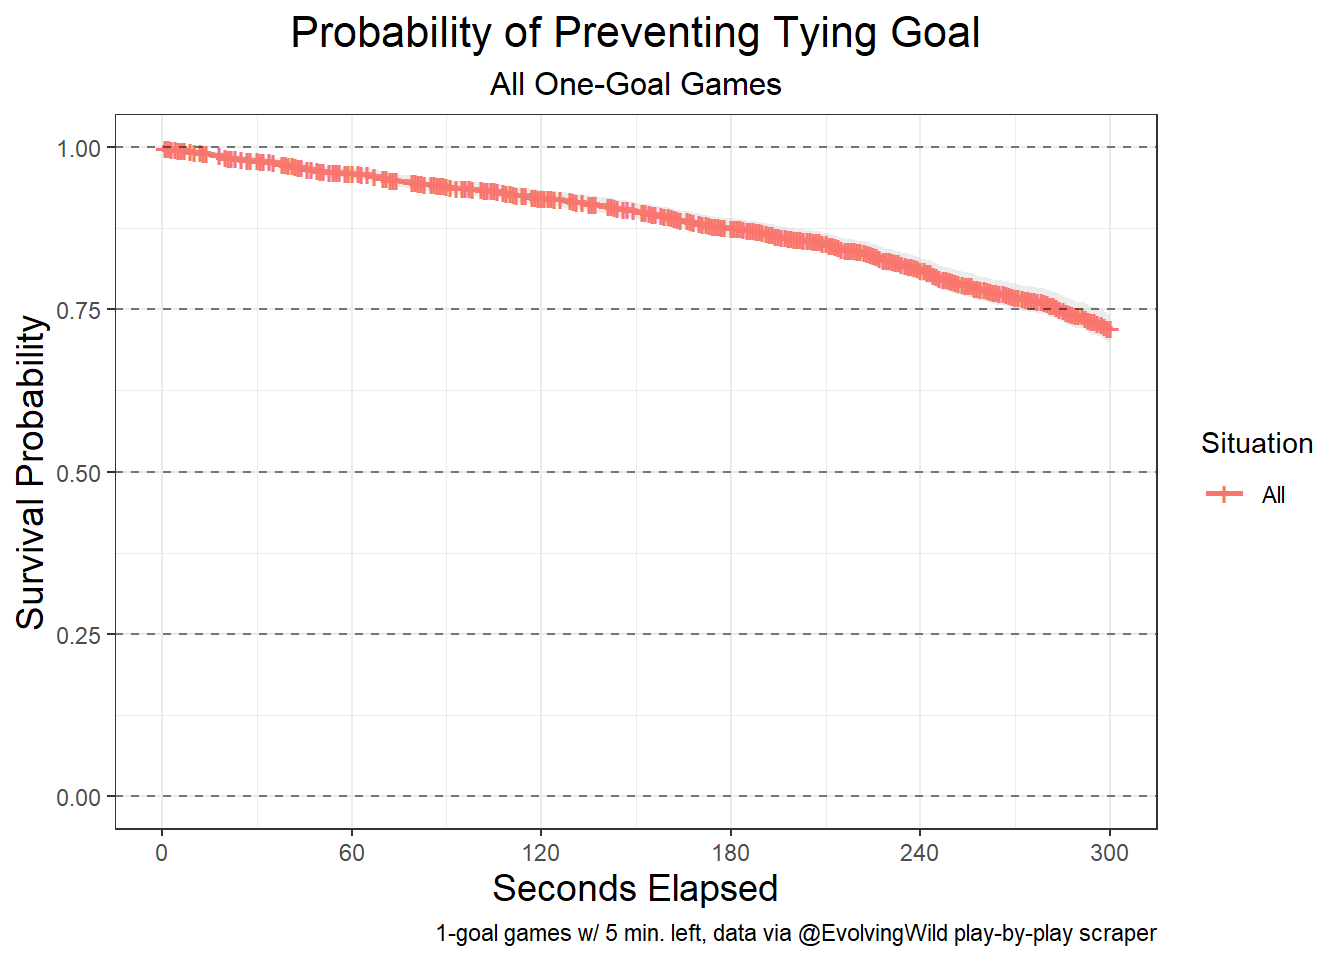 Probability of Preventing Tying Goal
All One-Goal Games
Survival Probability
1.00
0.75
0.50
0.25
0.00
0 60 120 180 240 300
Seconds Elapsed
Situation
All
1-goal games w/ 5 min. left, data via @EvolvingWild play-by-play scraper